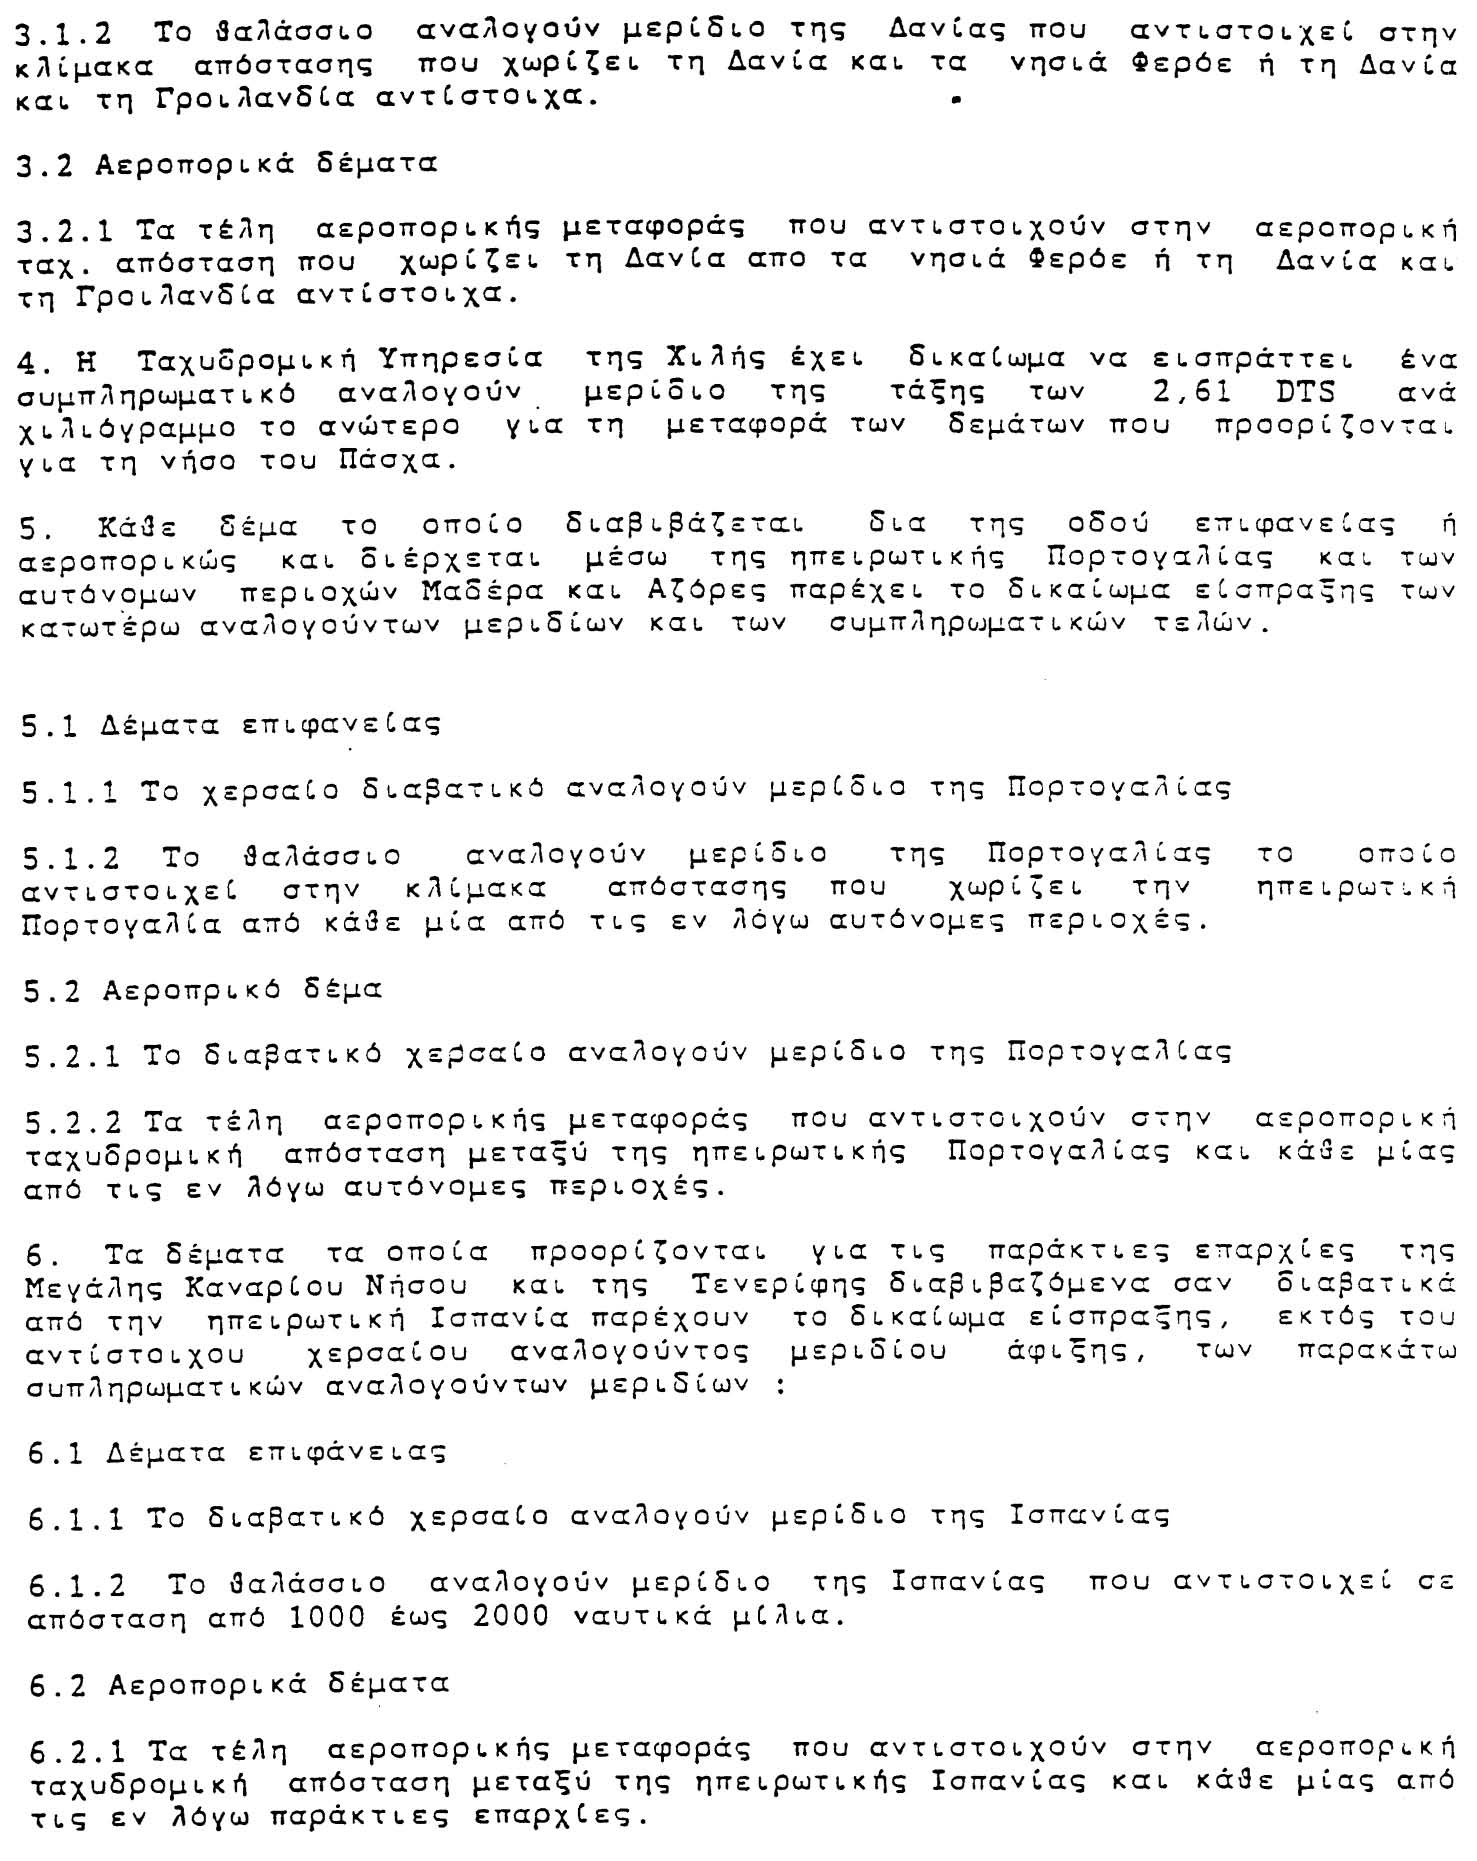 3.1.2 Το θαλάσσιο αναλογούν μερίδιο της Δανίας που αντιστοιχεί στην
κλίμακα απόστασης που χωρίζει τη Δανία και τα νησιά Φερόε ή τη Δανία
και τη Γροιλανδία αντίστοιχα.
3.2 Αεροπορικά δέματα
3.2.1 Τα τέλη αεροπορικής μεταφοράς που αντιστοιχούν στην αεροπορική
ταχ. απόσταση που χωρίζει τη Δανία απο τα νησιά Φερόε ή τη Δανία και
τη Γροιλανδία αντίστοιχα.
4. Η Ταχυδρομική Υπηρεσία της Χιλής έχει δικαίωμα να εισπράττει ένα
συμπληρωματικό αναλογούν μερίδιο της τάξης των 2,61 DTS ανά
χιλιόγραμμο το ανώτερο για τη μεταφορά των δεμάτων που προορίζονται
για τη νήσο του Πάσχα.
5. Κάθε δέμα το οποίο διαβιβάζεται δια της οδού επιφανείας ή
αεροπορικώς και διέρχεται μέσω της ηπειρωτικής Πορτογαλίας και των
αυτόνομων περιοχών Μαδέρα και Αζόρες παρέχει το δικαίωμα είσπραξης των
κατωτέρω αναλογούντων μεριδίων και των συμπληρωματικών τελών.
5.1 Δέματα επιφανείας
5.1.1 Το χερσαίο διαβατικό αναλογούν μερίδιο της Πορτογαλίας
5.1.2 Το θαλάσσιο αναλογούν μερίδιο της Πορτογαλίας το οποίο
αντιστοιχεί στην κλίμακα απόστασης που χωρίζει την ηπειρωτική
Πορτογαλία από κάθε μία από τις εν λόγω αυτόνομες περιοχές.
5.2 Αεροπρικό δέμα
5.2.1 Το διαβατικό χερσαίο αναλογούν μερίδιο της Πορτογαλίας
5.2.2 Τα τέλη αεροπορικής μεταφοράς που αντιστοιχούν στην αεροπορική
ταχυδρομική απόσταση μεταξύ της ηπειρωτικής Πορτογαλίας και κάθε μίας
από τις εν λόγω αυτόνομες περιοχές.
6. Τα δέματα τα οποία προορίζονται για τις παράκτιες επαρχίες της
Μεγάλης Καναρίου Νήσου και της Τενερίφης διαβιβαζόμενα σαν διαβατικά
από την ηπειρωτική Ισπανία παρέχουν το δικαίωμα είσπραξης, εκτός του
αντίστοιχου χερσαίου αναλογούντος μεριδίου άφιξης, των παρακάτω
συπληρωματικών αναλογούντων μεριδίων :
6.1 Δέματα επιφάνειας
6.1.1 Το διαβατικό χερσαίο αναλογούν μερίδιο της Ισπανίας
6.1.2 Το θαλάσσιο αναλογούν μερίδιο της Ισπανίας που αντιστοιχεί σε
απόσταση από 1000 έως 2000 ναυτικά μίλια.
6.2 Αεροπορικά δέματα
6.2.1 Τα τέλη αεροπορικής μεταφοράς που αντιστοιχούν στην αεροπορική
ταχυδρομική απόσταση μεταξύ της ηπειρωτικής Ισπανίας και κάθε μίας από
τις εν λόγω παράκτιες επαρχίες.